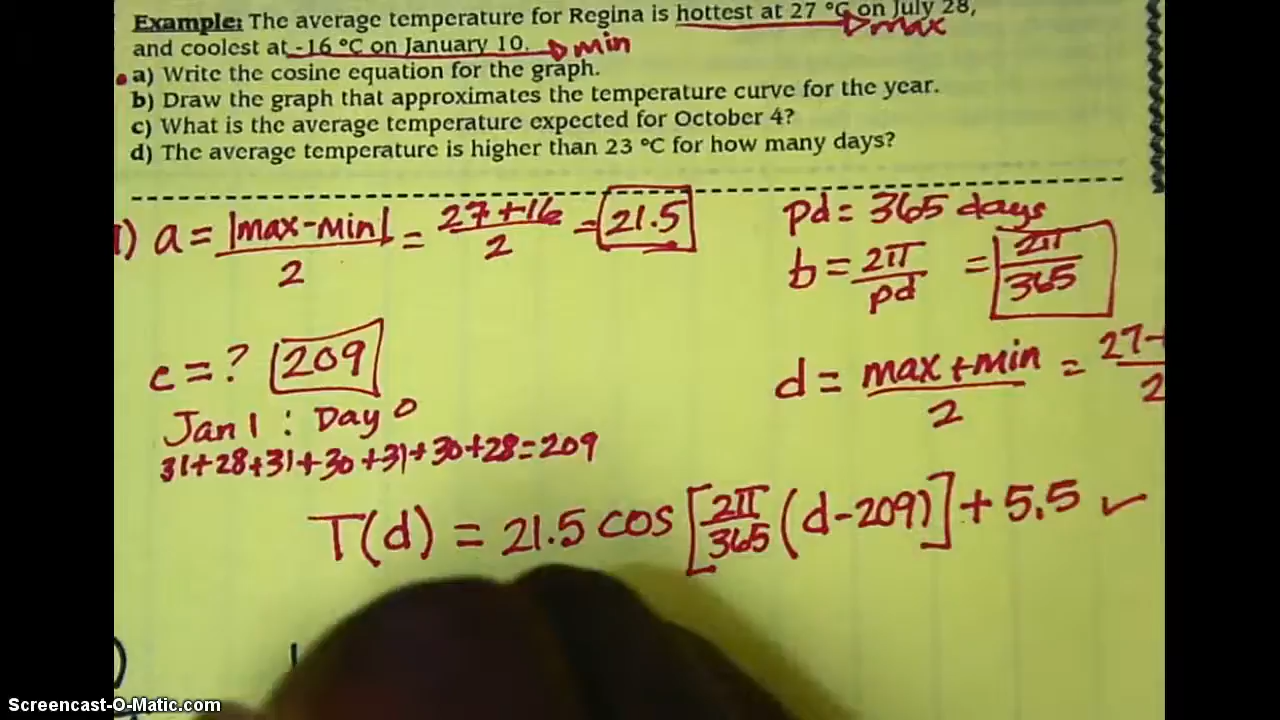 Example: The average temperature for Regina is hottest at 27 °C on July 28,
max
and coolest at -16 °C on January 10.
min
a) Write the cosine equation for the graph.
b) Draw the graph that approximates the temperature curve for the year.
c) What is the average temperature expected for October 4?
d) The average temperature is higher than 23 °C for how many days?
a = |max-min|/2 = 27+16/2 = 21.5
pd = 365 days
b = 2π/pd = 2π/365
c = ? 209
d = max+min/2 = 27-
2
Jan 1 : Day 0
31+28+31+30+31+30+28=209
T(d) = 21.5 cos [2π/365 (d-209)] + 5.5 ✓
Screencast-O-Matic.com